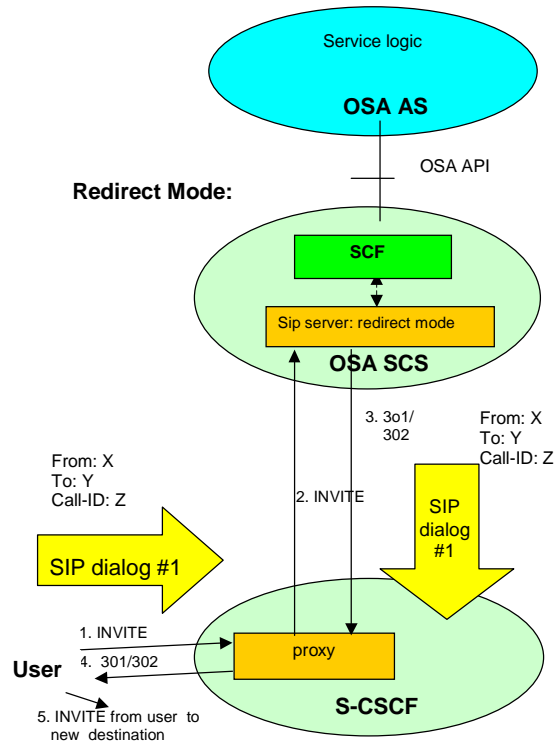 Service logic
OSA AS
OSA API
Redirect Mode:
SCF
Sip server: redirect mode
OSA SCS
3. 3o1/
302
From: X
To: Y
Call-ID: Z
From: X
To: Y
Call-ID: Z
2. INVITE
SIP
dialog
#1
SIP dialog #1
1. INVITE
proxy
4. 301/302
User
S-CSCF
5. INVITE from user to
new destination